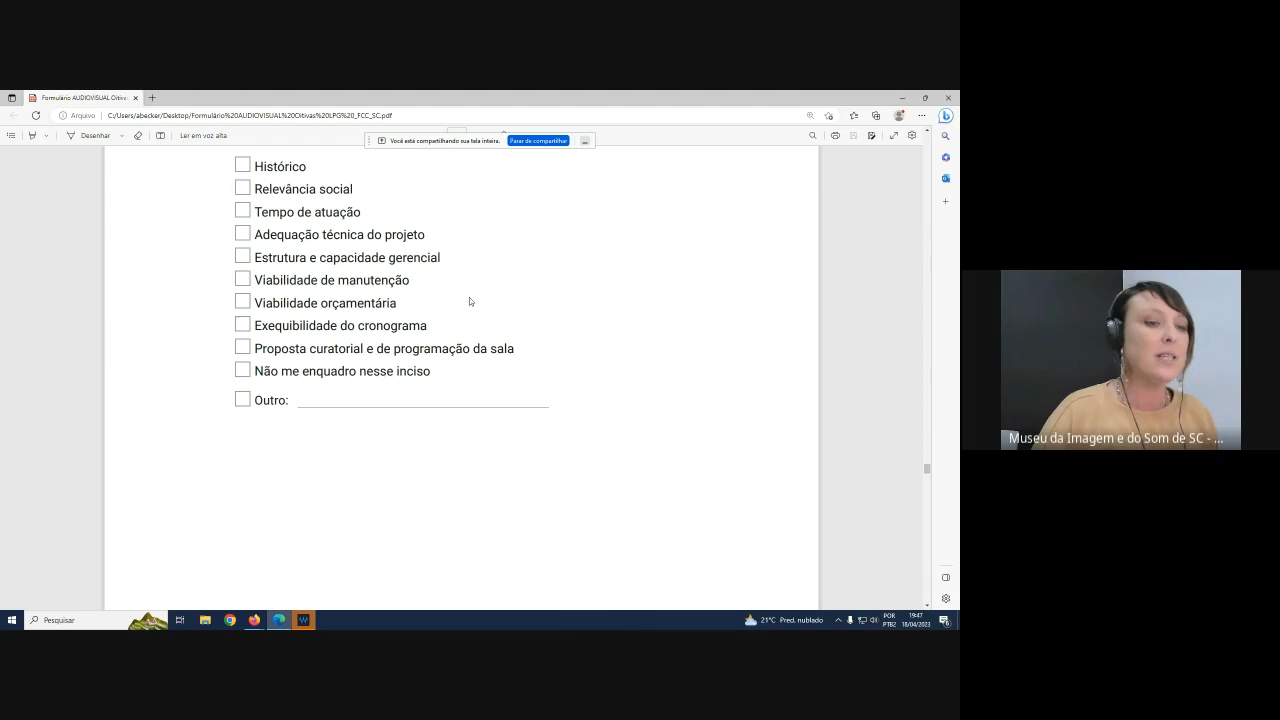 Formulário AUDIOVISUAL Oitiva
Arquivo
C:/Users/abecker/Desktop/Formulário%20AUDIOVISUAL%20Oitivas%20LPG%20_FCC_SC.pdf
Desenhar
Ler em voz alta
Você está compartilhando sua tela inteira.
Parar de compartilhar
Histórico
Relevância social
Tempo de atuação
Adequação técnica do projeto
Estrutura e capacidade gerencial
Viabilidade de manutenção
Viabilidade orçamentária
Exequibilidade do cronograma
Proposta curatorial e de programação da sala
Não me enquadro nesse inciso
Outro:
Museu da Imagem e do Som de SC - ...
Pesquisar
21°C Pred. nublado
POR
PTB2
19:47
18/04/2023